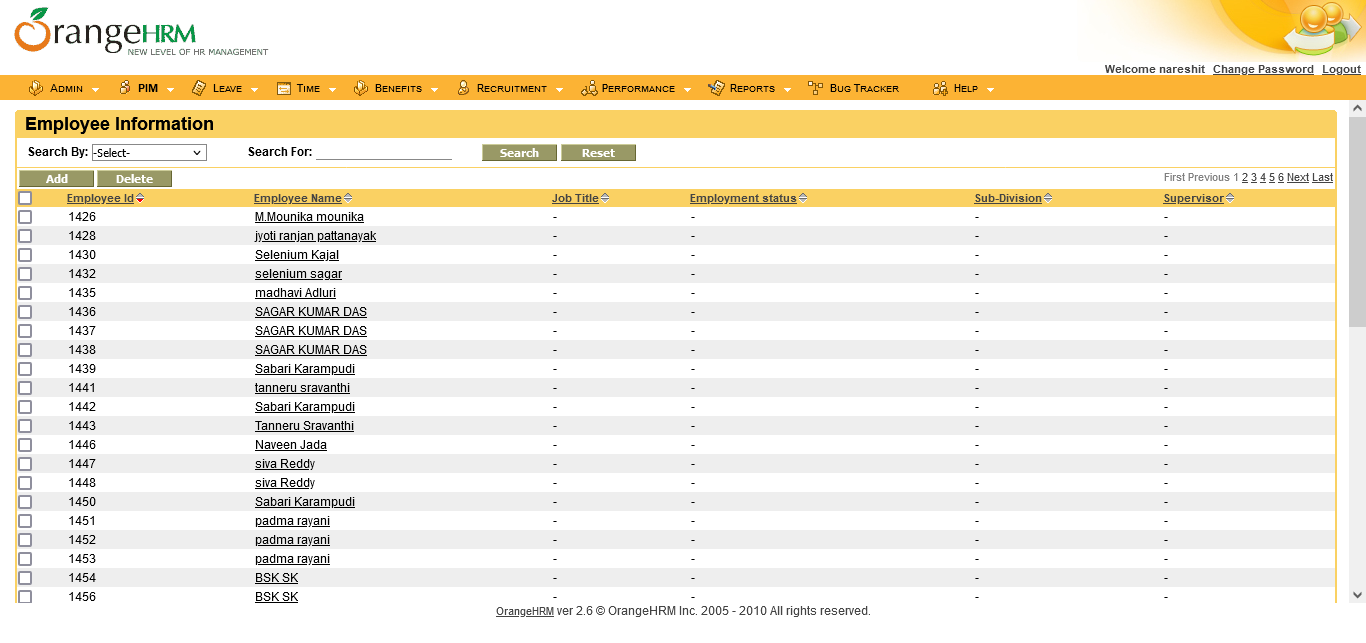 OrangeHRM
NEW LEVEL OF HR MANAGEMENT
Welcome nareshit Change Password Logout
ADMIN PIM LEAVE TIME BENEFITS RECRUITMENT PERFORMANCE REPORTS BUG TRACKER HELP
Employee Information
Search By: -Select- Search For: Search Reset
Add Delete First Previous 1 2 3 4 5 6 Next Last
Employee Id Employee Name Job Title Employment status Sub-Division Supervisor
1426 M.Mounika mounika - - - -
1428 jyoti ranjan pattanayak - - - -
1430 Selenium Kajal - - - -
1432 selenium sagar - - - -
1435 madhavi Adluri - - - -
1436 SAGAR KUMAR DAS - - - -
1437 SAGAR KUMAR DAS - - - -
1438 SAGAR KUMAR DAS - - - -
1439 Sabari Karampudi - - - -
1441 tanneru sravanthi - - - -
1442 Sabari Karampudi - - - -
1443 Tanneru Sravanthi - - - -
1446 Naveen Jada - - - -
1447 siva Reddy - - - -
1448 siva Reddy - - - -
1450 Sabari Karampudi - - - -
1451 padma rayani - - - -
1452 padma rayani - - - -
1453 padma rayani - - - -
1454 BSK SK - - - -
1456 BSK SK - - - -
OrangeHRM ver 2.6 © OrangeHRM Inc. 2005 - 2010 All rights reserved.